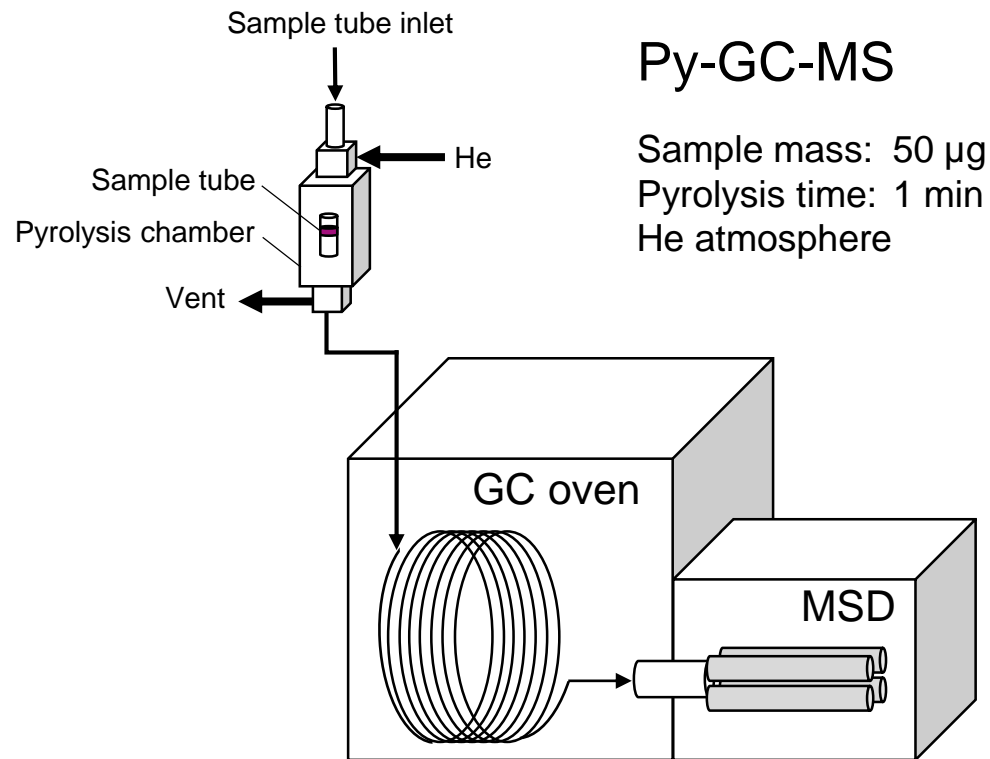 Sample tube inlet
Py-GC-MS
He
Sample mass: 50 µg
Pyrolysis time: 1 min
He atmosphere
Sample tube
Pyrolysis chamber
Vent
GC oven
MSD